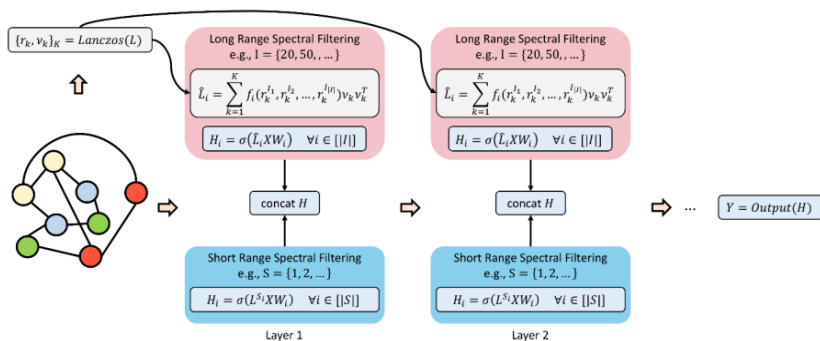 {r_k, v_k}_K = Lanczos(L)
Long Range Spectral Filtering
e.g., I = {20, 50, , … }
L̂_i = ∑_{k=1}^{K} f_i(r_k^{I_1}, r_k^{I_2}, …, r_k^{I_{|I|}}) v_k v_k^T
H_i = σ(L̂_i X W_i) ∀i ∈ [|I|]
concat H
Short Range Spectral Filtering
e.g., S = {1, 2, … }
H_i = σ(L^{S_i} X W_i) ∀i ∈ [|S|]
Layer 1
Long Range Spectral Filtering
e.g., I = {20, 50, , … }
L̂_i = ∑_{k=1}^{K} f_i(r_k^{I_1}, r_k^{I_2}, …, r_k^{I_{|I|}}) v_k v_k^T
H_i = σ(L̂_i X W_i) ∀i ∈ [|I|]
concat H
Short Range Spectral Filtering
e.g., S = {1, 2, … }
H_i = σ(L^{S_i} X W_i) ∀i ∈ [|S|]
Layer 2
…
Y = Output(H)